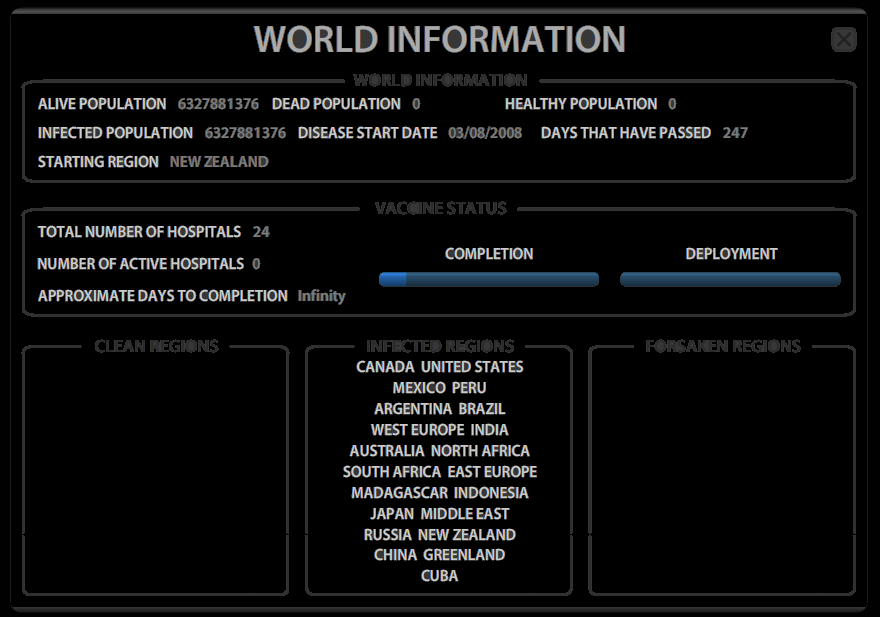 WORLD INFORMATION
WORLD INFORMATION
ALIVE POPULATION 6327881376 DEAD POPULATION 0 HEALTHY POPULATION 0
INFECTED POPULATION 6327881376 DISEASE START DATE 03/08/2008 DAYS THAT HAVE PASSED 247
STARTING REGION NEW ZEALAND
VACCINE STATUS
TOTAL NUMBER OF HOSPITALS 24
COMPLETION DEPLOYMENT
NUMBER OF ACTIVE HOSPITALS 0
APPROXIMATE DAYS TO COMPLETION Infinity
CLEAN REGIONS INFECTED REGIONS FORSAKEN REGIONS
CANADA UNITED STATES
MEXICO PERU
ARGENTINA BRAZIL
WEST EUROPE INDIA
AUSTRALIA NORTH AFRICA
SOUTH AFRICA EAST EUROPE
MADAGASCAR INDONESIA
JAPAN MIDDLE EAST
RUSSIA NEW ZEALAND
CHINA GREENLAND
CUBA